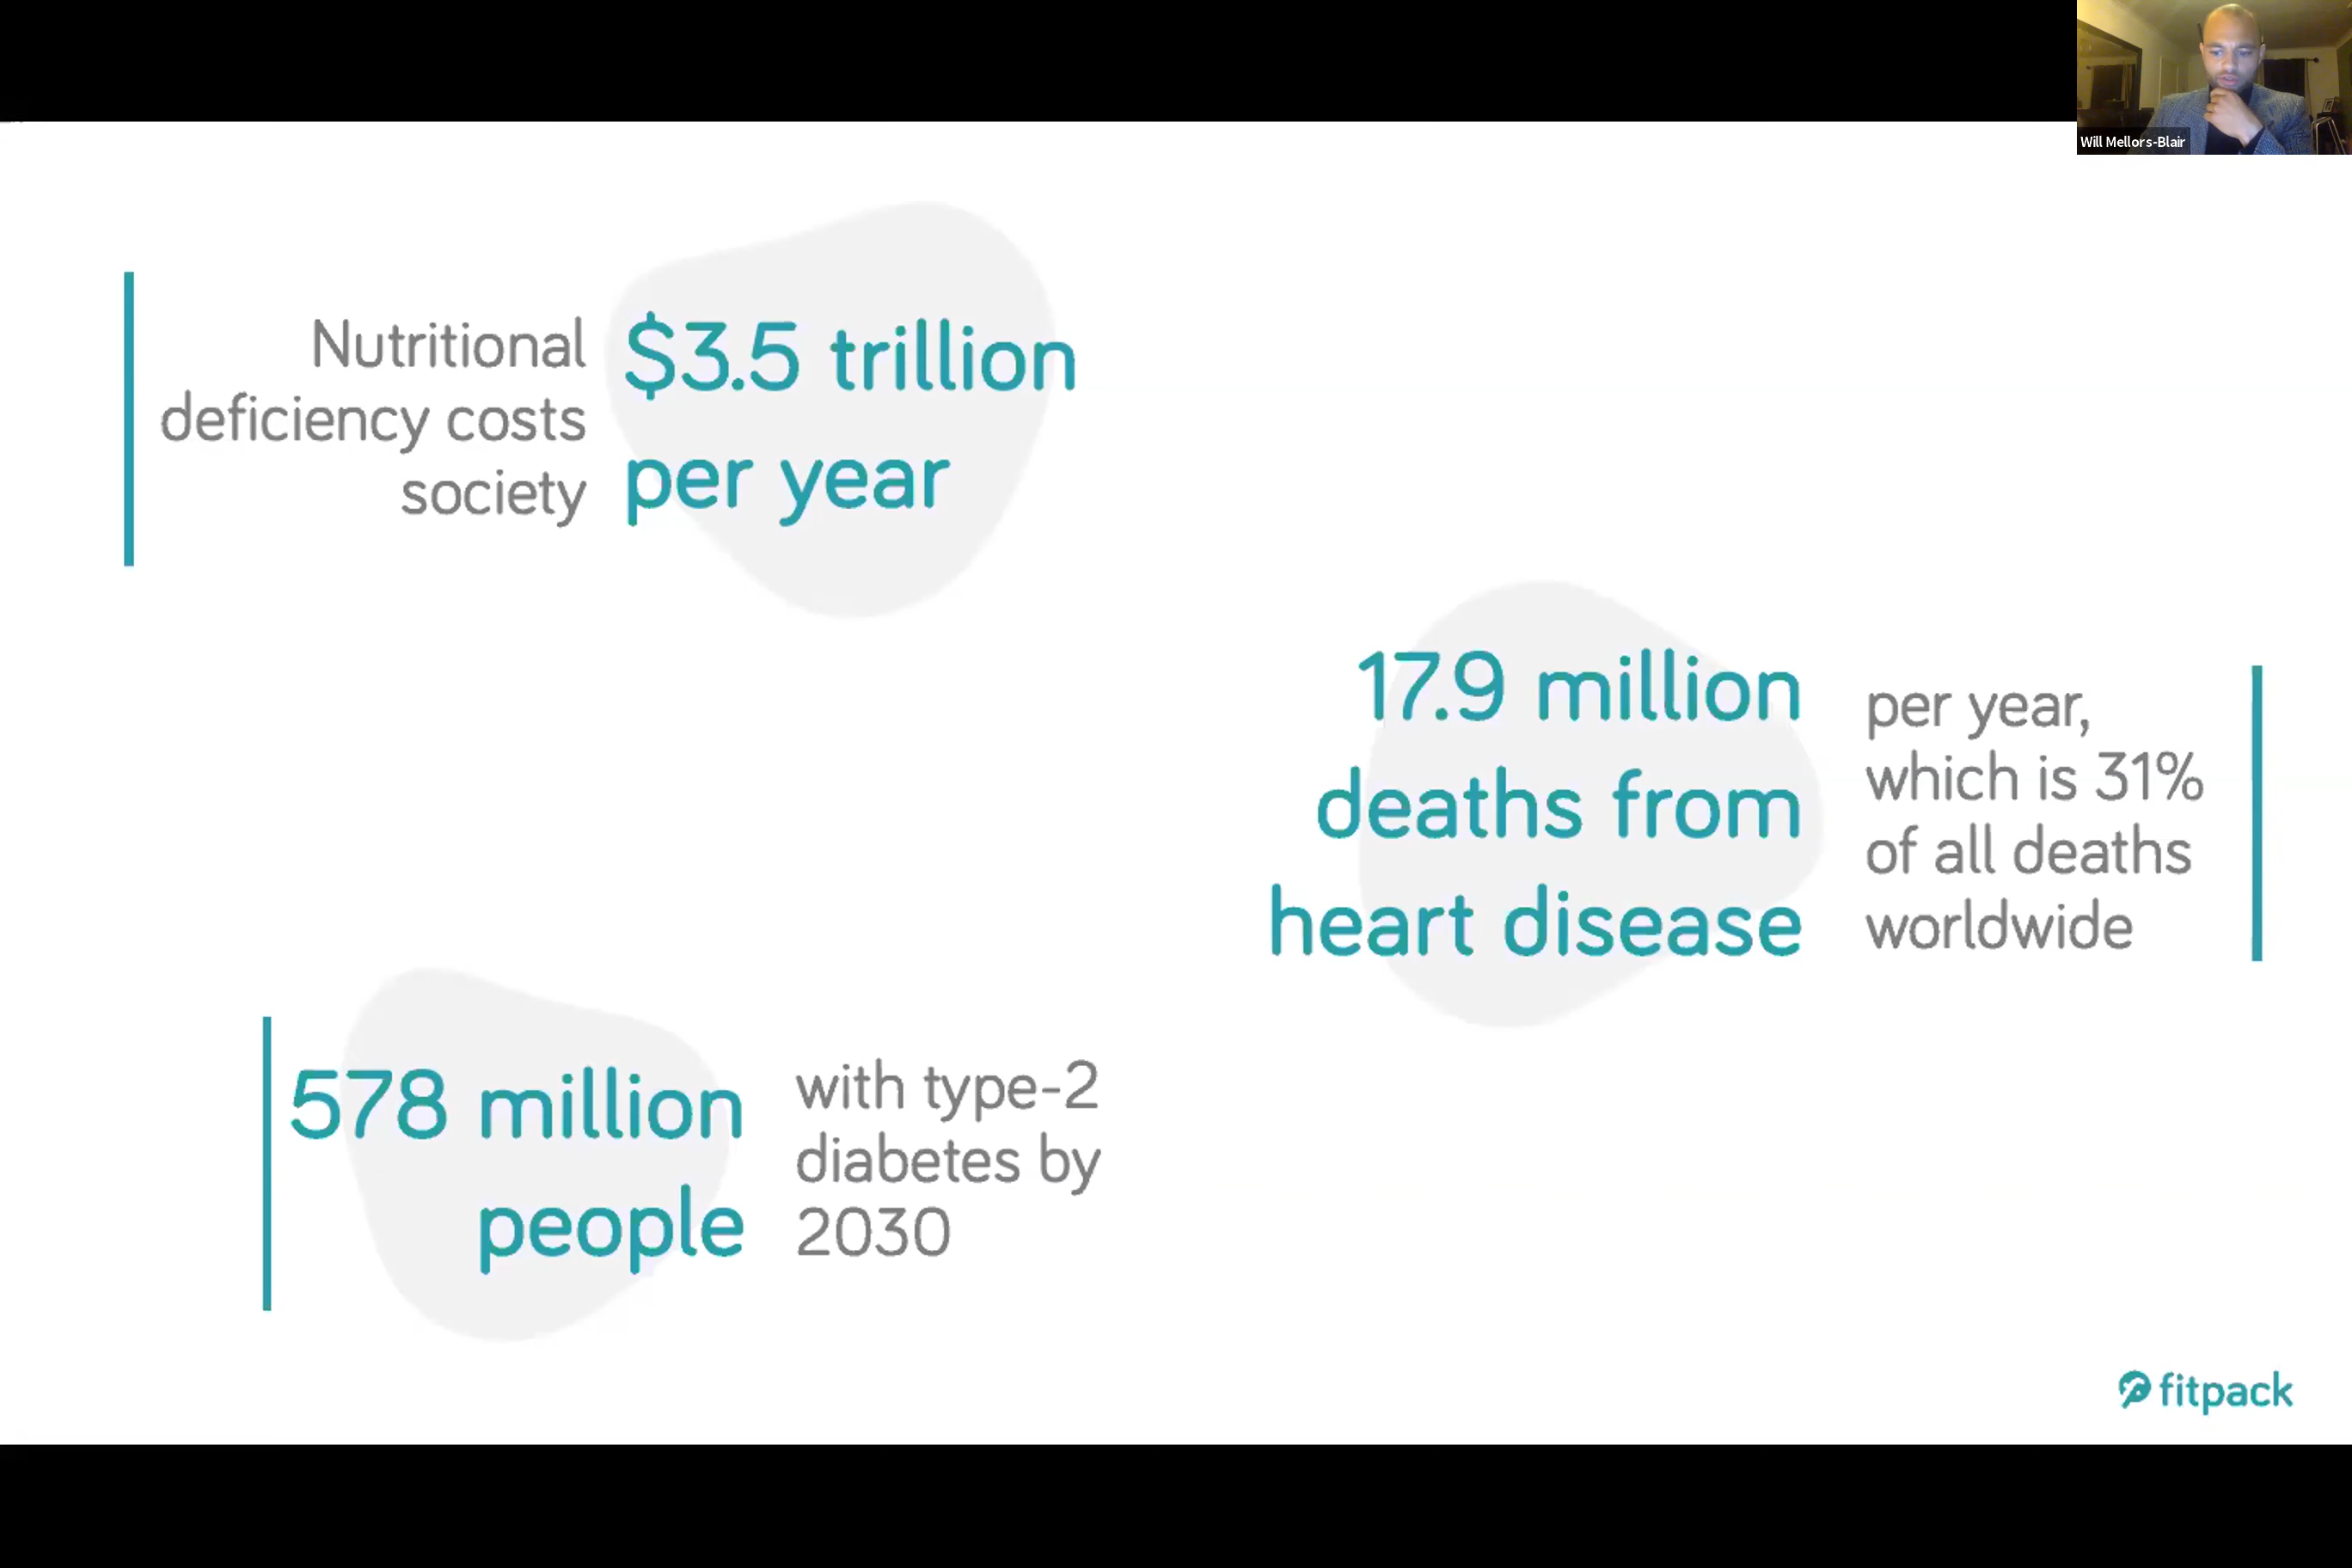 Will Mellors-Blair
Nutritional
deficiency costs
society
$3.5 trillion
per year
17.9 million
deaths from
heart disease
per year,
which is 31%
of all deaths
worldwide
578 million
people
with type-2
diabetes by
2030
fitpack